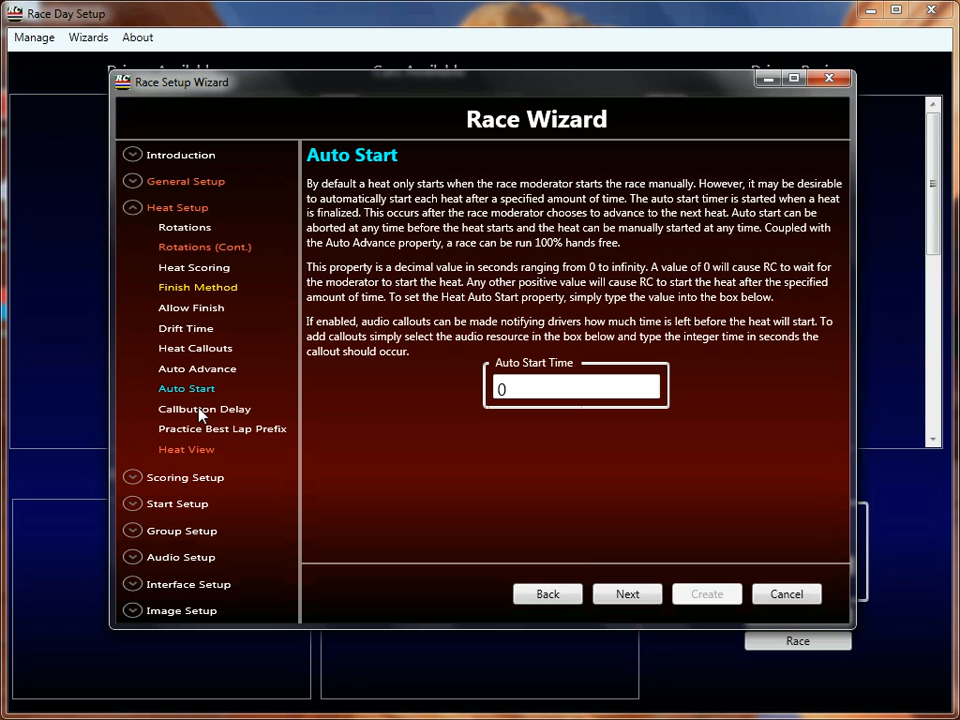 Race Day Setup
Manage Wizards About
RC Race Setup Wizard
Race Wizard
Introduction
General Setup
Heat Setup
Rotations
Rotations (Cont.)
Heat Scoring
Finish Method
Allow Finish
Drift Time
Heat Callouts
Auto Advance
Auto Start
Callbution Delay
Practice Best Lap Prefix
Heat View
Scoring Setup
Start Setup
Group Setup
Audio Setup
Interface Setup
Image Setup
Auto Start
By default a heat only starts when the race moderator starts the race manually. However, it may be desirable
to automatically start each heat after a specified amount of time. The auto start timer is started when a heat
is finalized. This occurs after the race moderator chooses to advance to the next heat. Auto start can be
aborted at any time before the heat starts and the heat can be manually started at any time. Coupled with
the Auto Advance property, a race can be run 100% hands free.
This property is a decimal value in seconds ranging from 0 to infinity. A value of 0 will cause RC to wait for
the moderator to start the heat. Any other positive value will cause RC to start the heat after the specified
amount of time. To set the Heat Auto Start property, simply type the value into the box below.
If enabled, audio callouts can be made notifying drivers how much time is left before the heat will start. To
add callouts simply select the audio resource in the box below and type the integer time in seconds the
callout should occur.
Auto Start Time
0
Back Next Create Cancel
Race